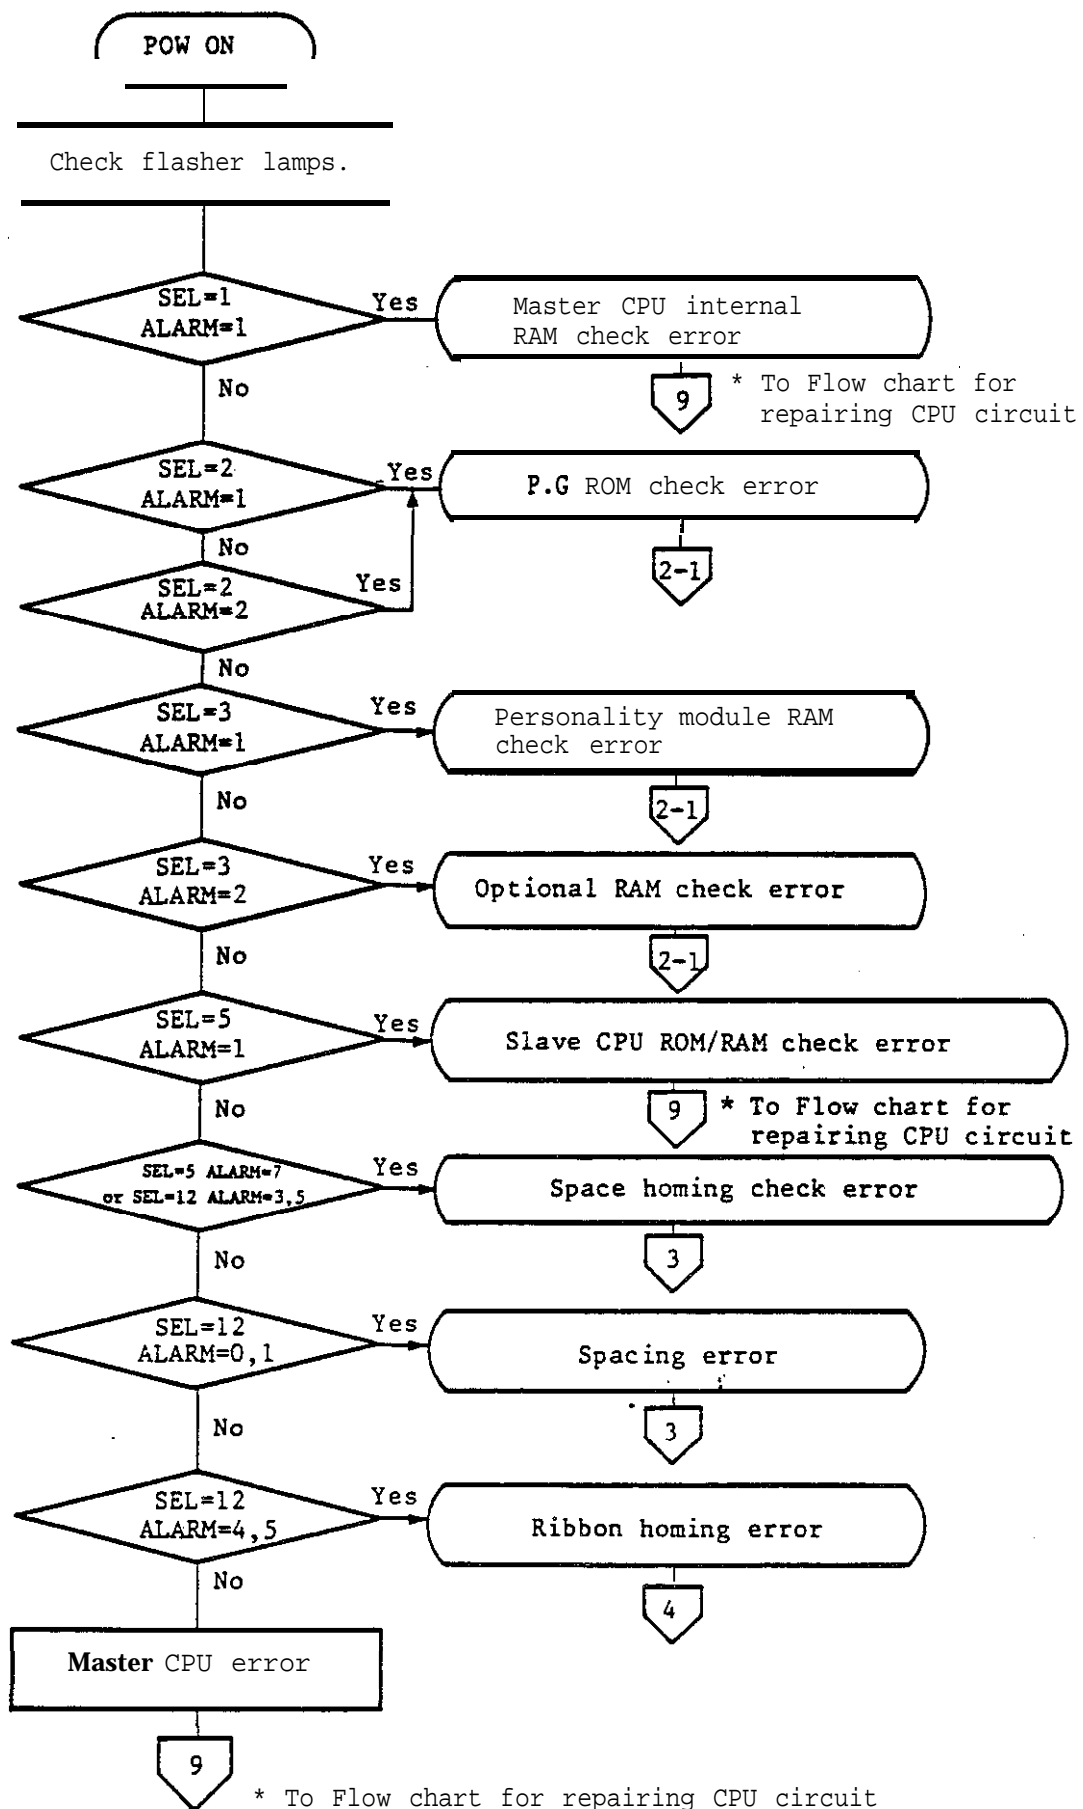 POW ON
Check flasher lamps.
SEL=1
ALARM=1
Yes
Master CPU internal
RAM check error
No
9
* To Flow chart for
repairing CPU circuit
SEL=2
ALARM=1
Yes
P.G ROM check error
No
2-1
SEL=2
ALARM=2
Yes
No
SEL=3
ALARM=1
Yes
Personality module RAM
check error
No
2-1
SEL=3
ALARM=2
Yes
Optional RAM check error
No
2-1
SEL=5
ALARM=1
Yes
Slave CPU ROM/RAM check error
No
9
* To Flow chart for
repairing CPU circuit
SEL=5 ALARM=7
or SEL=12 ALARM=3,5
Yes
Space homing check error
No
3
SEL=12
ALARM=0,1
Yes
Spacing error
No
3
SEL=12
ALARM=4,5
Yes
Ribbon homing error
No
4
Master CPU error
9
* To Flow chart for repairing CPU circuit